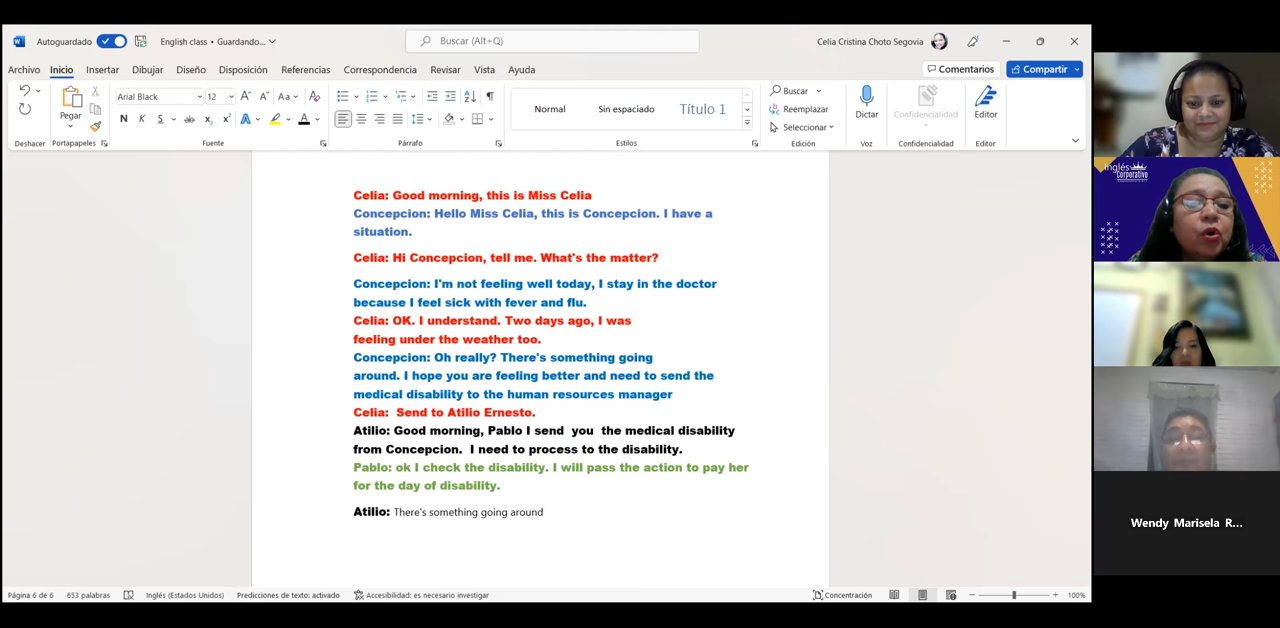 Autoguardado
English class • Guardando...
Buscar (Alt+Q)
Celia Cristina Choto Segovia
Archivo Inicio Insertar Dibujar Diseño Disposición Referencias Correspondencia Revisar Vista Ayuda
Comentarios Compartir
Pegar
Arial Black 12
Aa
N K S ab x₂ x²
Normal Sin espaciado Título 1
Buscar
Reemplazar
Seleccionar
Dictar
Confidencialidad
Editor
Deshacer Portapapeles Fuente Párrafo Estilos Edición Voz Confidencialidad Editor
Celia: Good morning, this is Miss Celia
Concepcion: Hello Miss Celia, this is Concepcion. I have a
situation.
Celia: Hi Concepcion, tell me. What's the matter?
Concepcion: I'm not feeling well today, I stay in the doctor
because I feel sick with fever and flu.
Celia: OK. I understand. Two days ago, I was
feeling under the weather too.
Concepcion: Oh really? There's something going
around. I hope you are feeling better and need to send the
medical disability to the human resources manager
Celia:  Send to Atilio Ernesto.
Atilio: Good morning, Pablo I send  you  the medical disability
from Concepcion.  I need to process to the disability.
Pablo: ok I check the disability. I will pass the action to pay her
for the day of disability.
Atilio: There's something going around
Página 6 de 6 653 palabras Inglés (Estados Unidos) Predicciones de texto: activado Accesibilidad: es necesario investigar
Concentración 100%
Inglés
Corporativo
Wendy Marisela R...